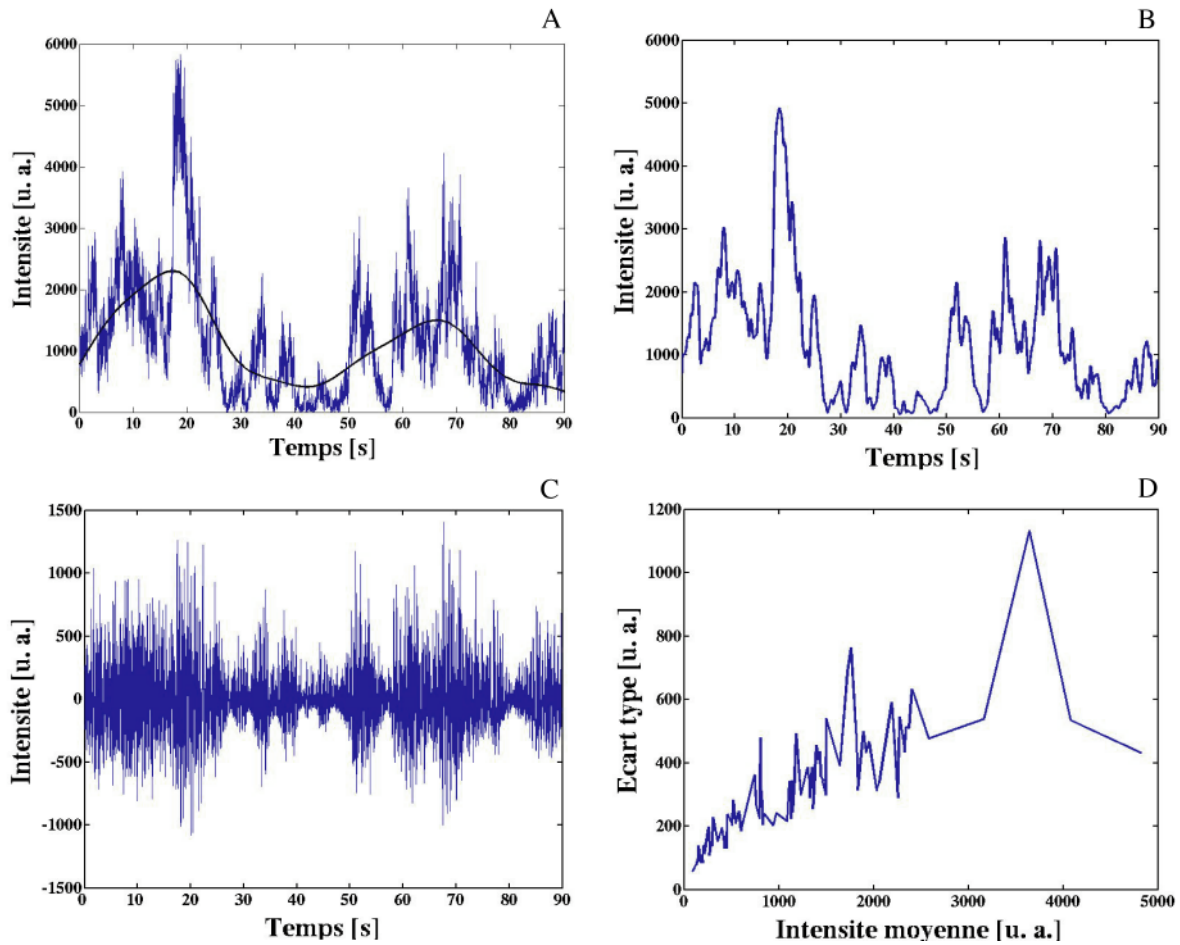 A
6000
5000
4000
3000
2000
1000
0
Intensite [u. a.]
0 10 20 30 40 50 60 70 80 90
Temps [s]
B
6000
5000
4000
3000
2000
1000
0
Intensite [u. a.]
0 10 20 30 40 50 60 70 80 90
Temps [s]
C
1500
1000
500
0
-500
-1000
-1500
Intensite [u. a.]
0 10 20 30 40 50 60 70 80 90
Temps [s]
D
1200
1000
800
600
400
200
0
Ecart type [u. a.]
0 1000 2000 3000 4000 5000
Intensite moyenne [u. a.]